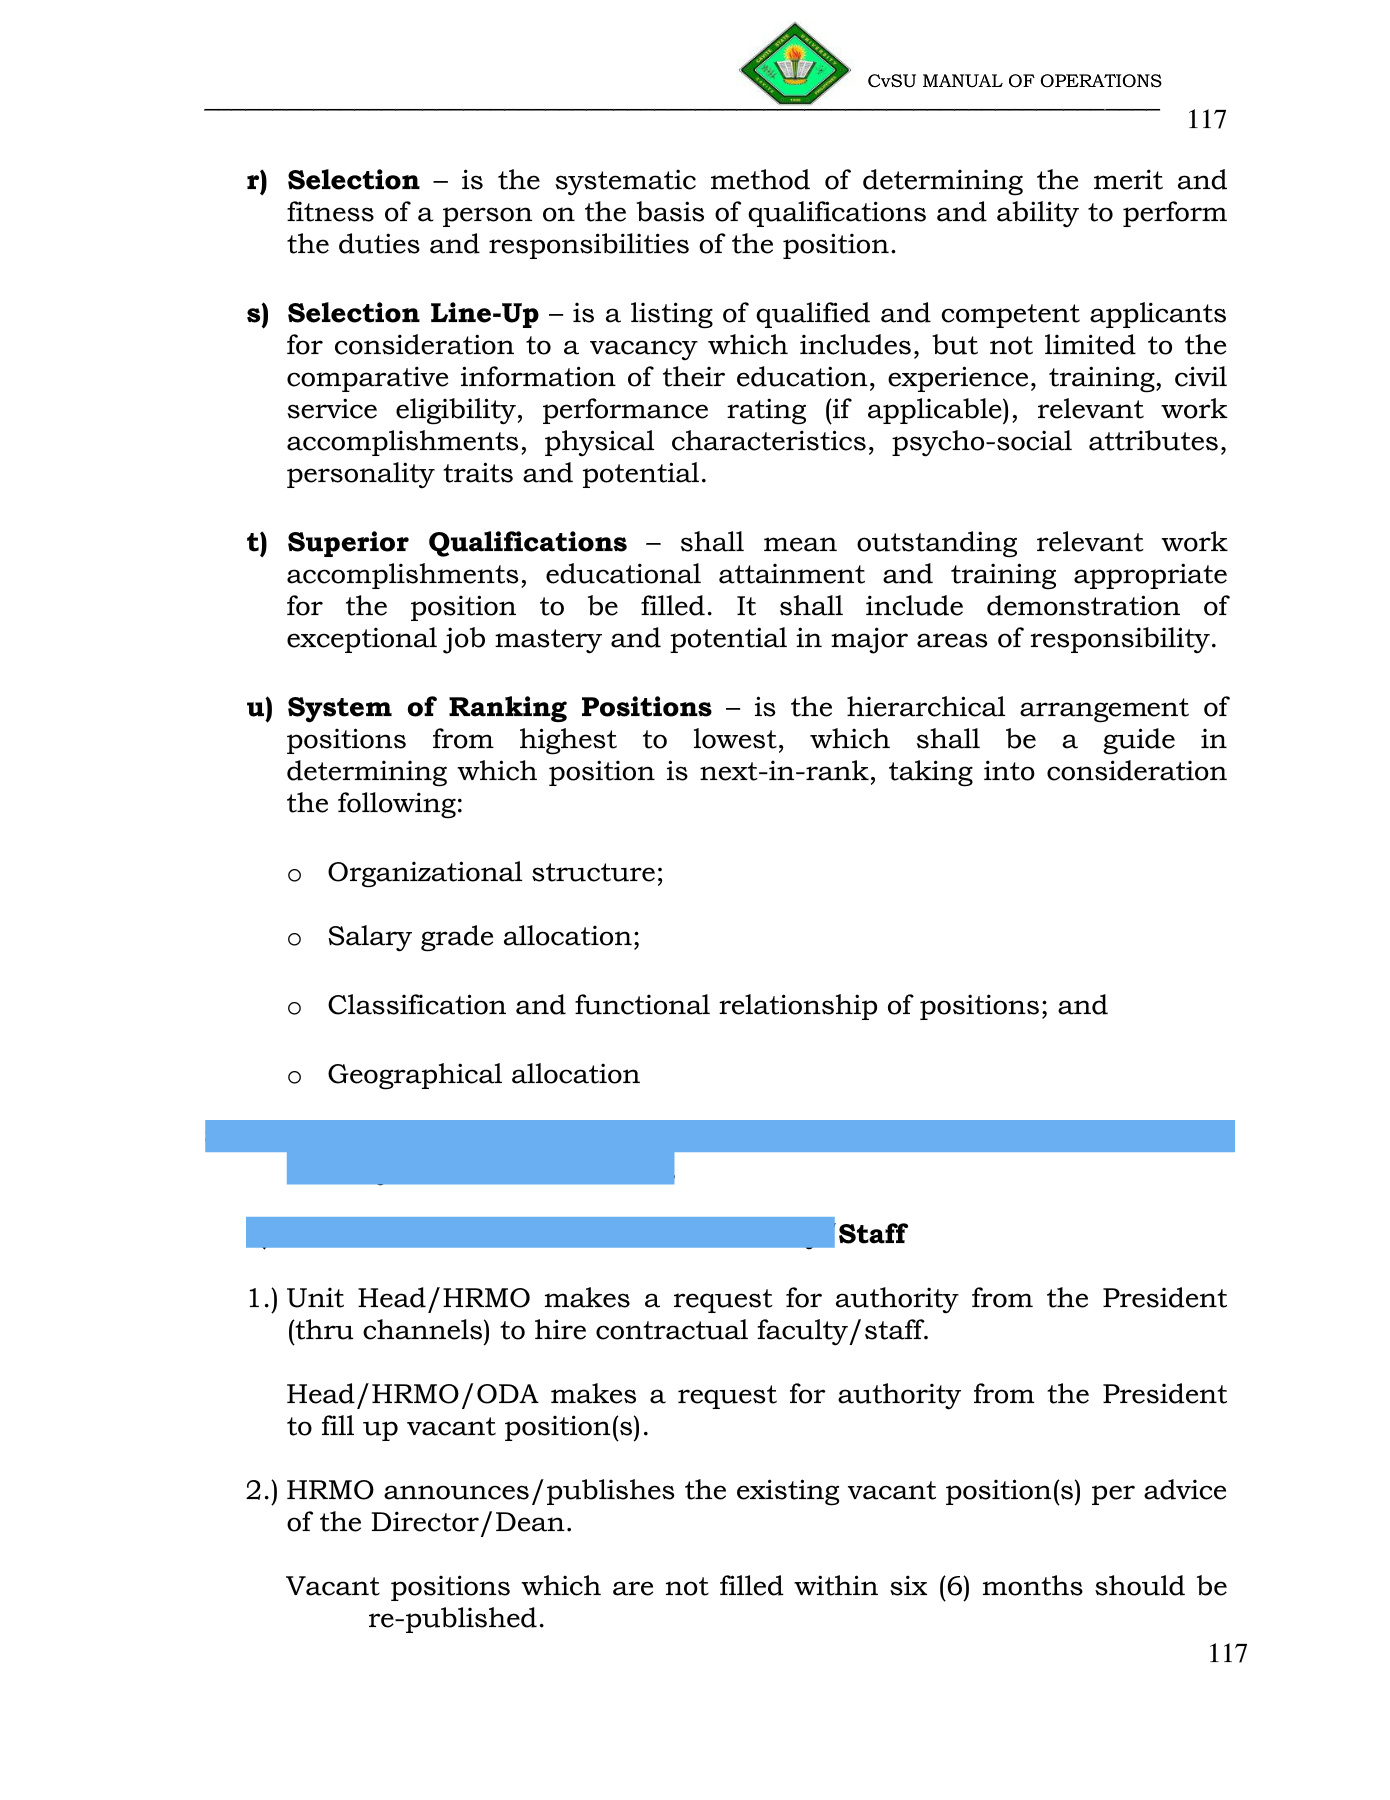 CvSU MANUAL OF OPERATIONS
117
r) Selection – is the systematic method of determining the merit and
fitness of a person on the basis of qualifications and ability to perform
the duties and responsibilities of the position.
s) Selection Line-Up – is a listing of qualified and competent applicants
for consideration to a vacancy which includes, but not limited to the
comparative information of their education, experience, training, civil
service eligibility, performance rating (if applicable), relevant work
accomplishments, physical characteristics, psycho-social attributes,
personality traits and potential.
t) Superior Qualifications – shall mean outstanding relevant work
accomplishments, educational attainment and training appropriate
for the position to be filled. It shall include demonstration of
exceptional job mastery and potential in major areas of responsibility.
u) System of Ranking Positions – is the hierarchical arrangement of
positions from highest to lowest, which shall be a guide in
determining which position is next-in-rank, taking into consideration
the following:
o Organizational structure;
o Salary grade allocation;
o Classification and functional relationship of positions; and
o Geographical allocation
/Staff
1.) Unit Head/HRMO makes a request for authority from the President
(thru channels) to hire contractual faculty/staff.
Head/HRMO/ODA makes a request for authority from the President
to fill up vacant position(s).
2.) HRMO announces/publishes the existing vacant position(s) per advice
of the Director/Dean.
Vacant positions which are not filled within six (6) months should be
re-published.
117